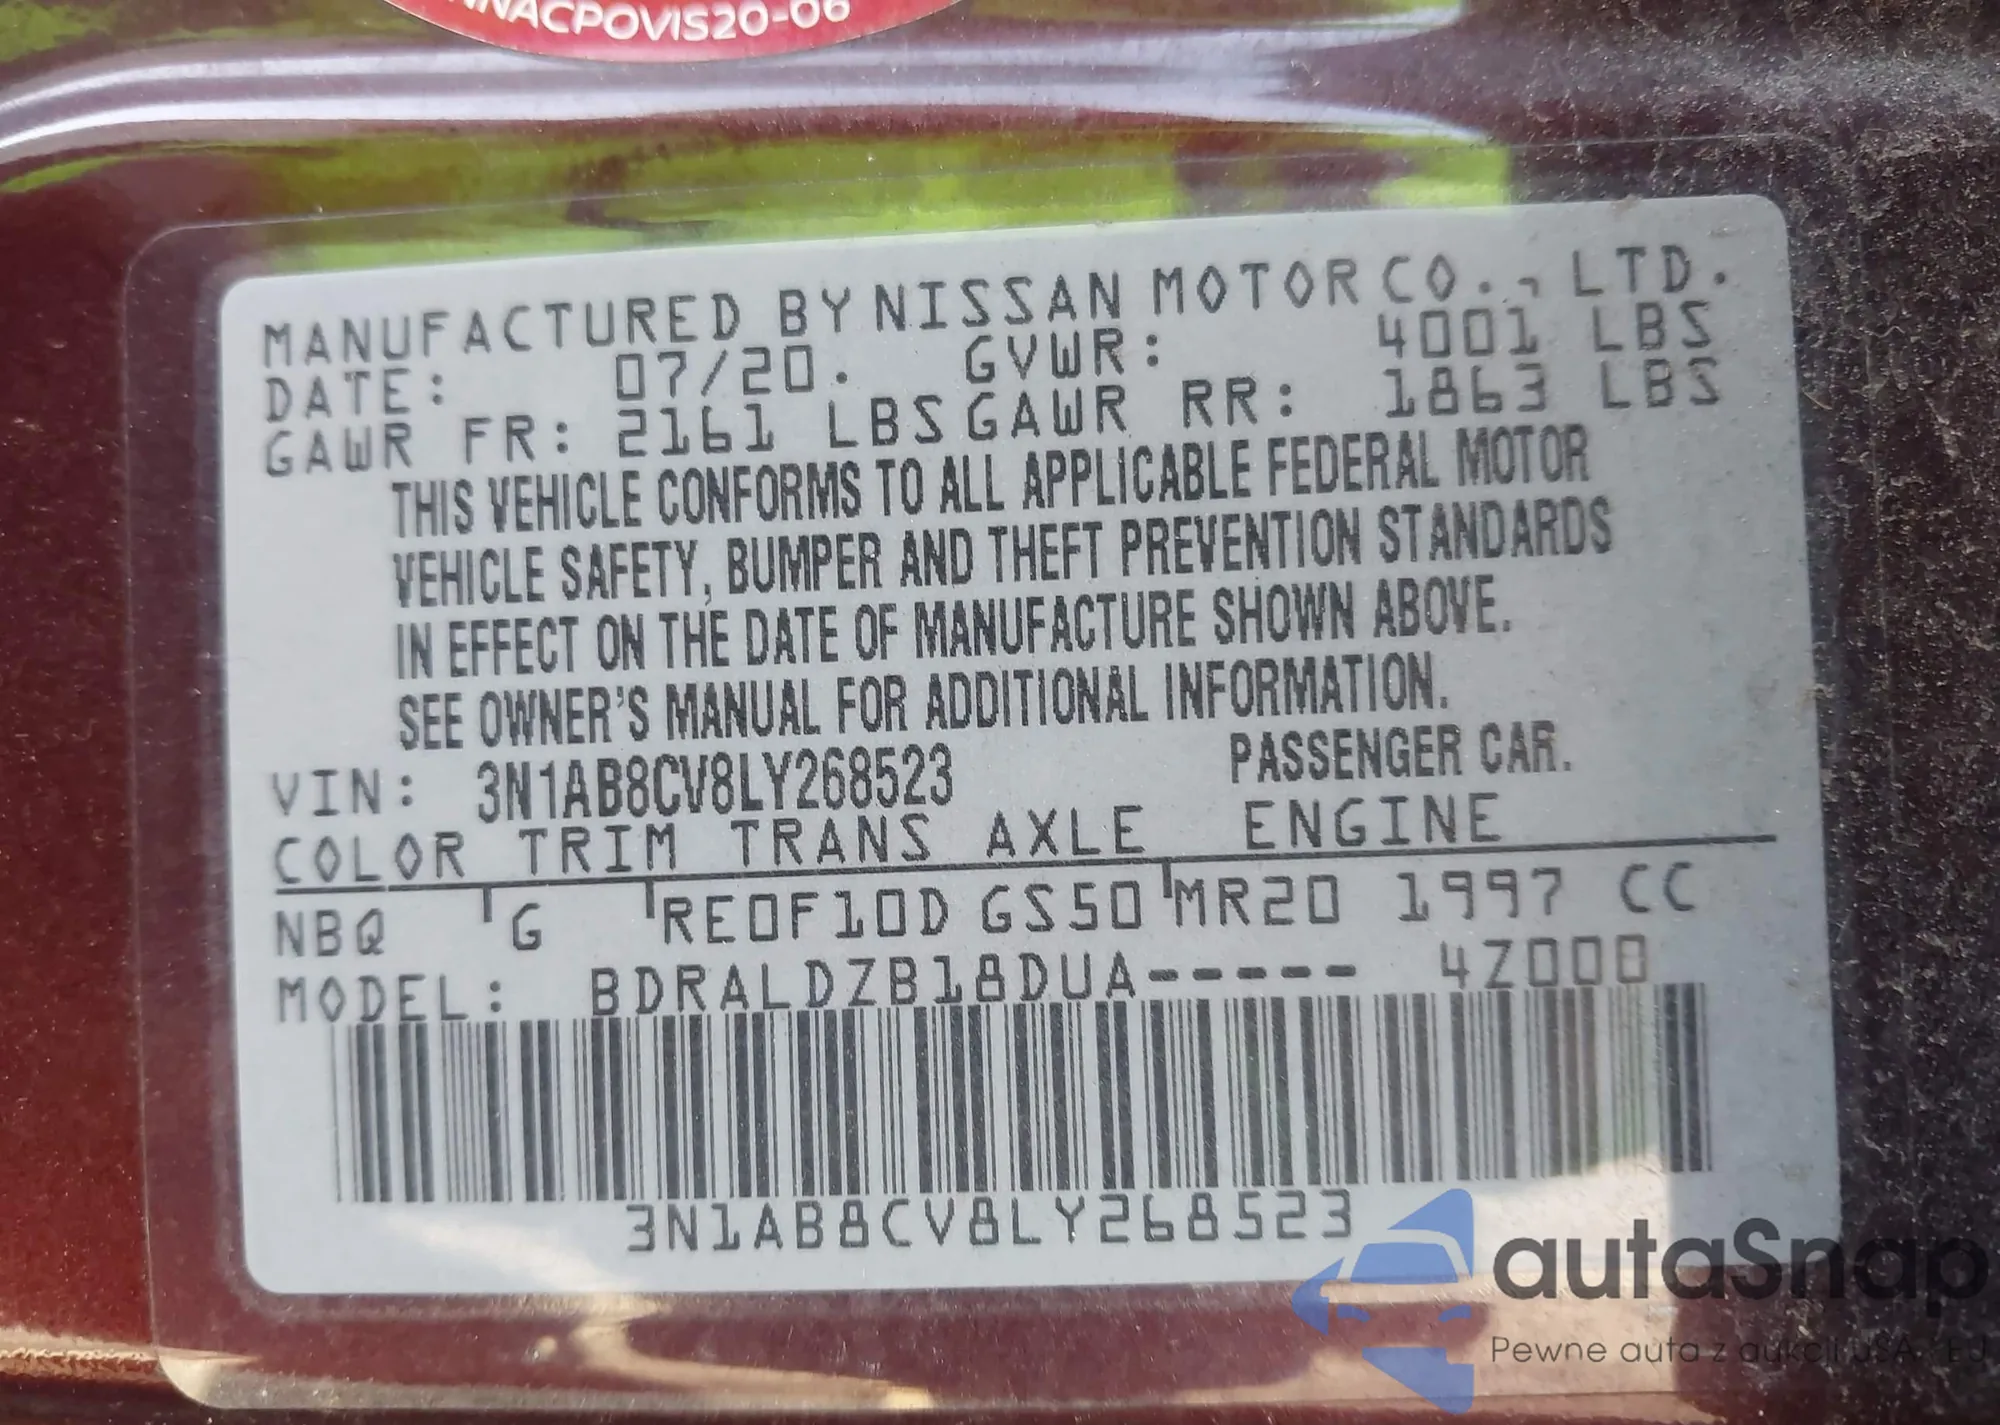 NNACPOVIS20-06
MANUFACTURED BY NISSAN MOTOR CO., LTD.
DATE: 07/20. GVWR: 4001 LBS
GAWR FR: 2161 LBS GAWR RR: 1863 LBS
THIS VEHICLE CONFORMS TO ALL APPLICABLE FEDERAL MOTOR
VEHICLE SAFETY, BUMPER AND THEFT PREVENTION STANDARDS
IN EFFECT ON THE DATE OF MANUFACTURE SHOWN ABOVE.
SEE OWNER'S MANUAL FOR ADDITIONAL INFORMATION.
VIN: 3N1AB8CV8LY268523 PASSENGER CAR.
COLOR TRIM TRANS AXLE ENGINE
NBQ G RE0F10D GS50 MR20 1997 CC
MODEL: BDRALDZB18DUA----- 4Z000
3N1AB8CV8LY268523
autaSnap
Pewne auta z aukcji USA i EU